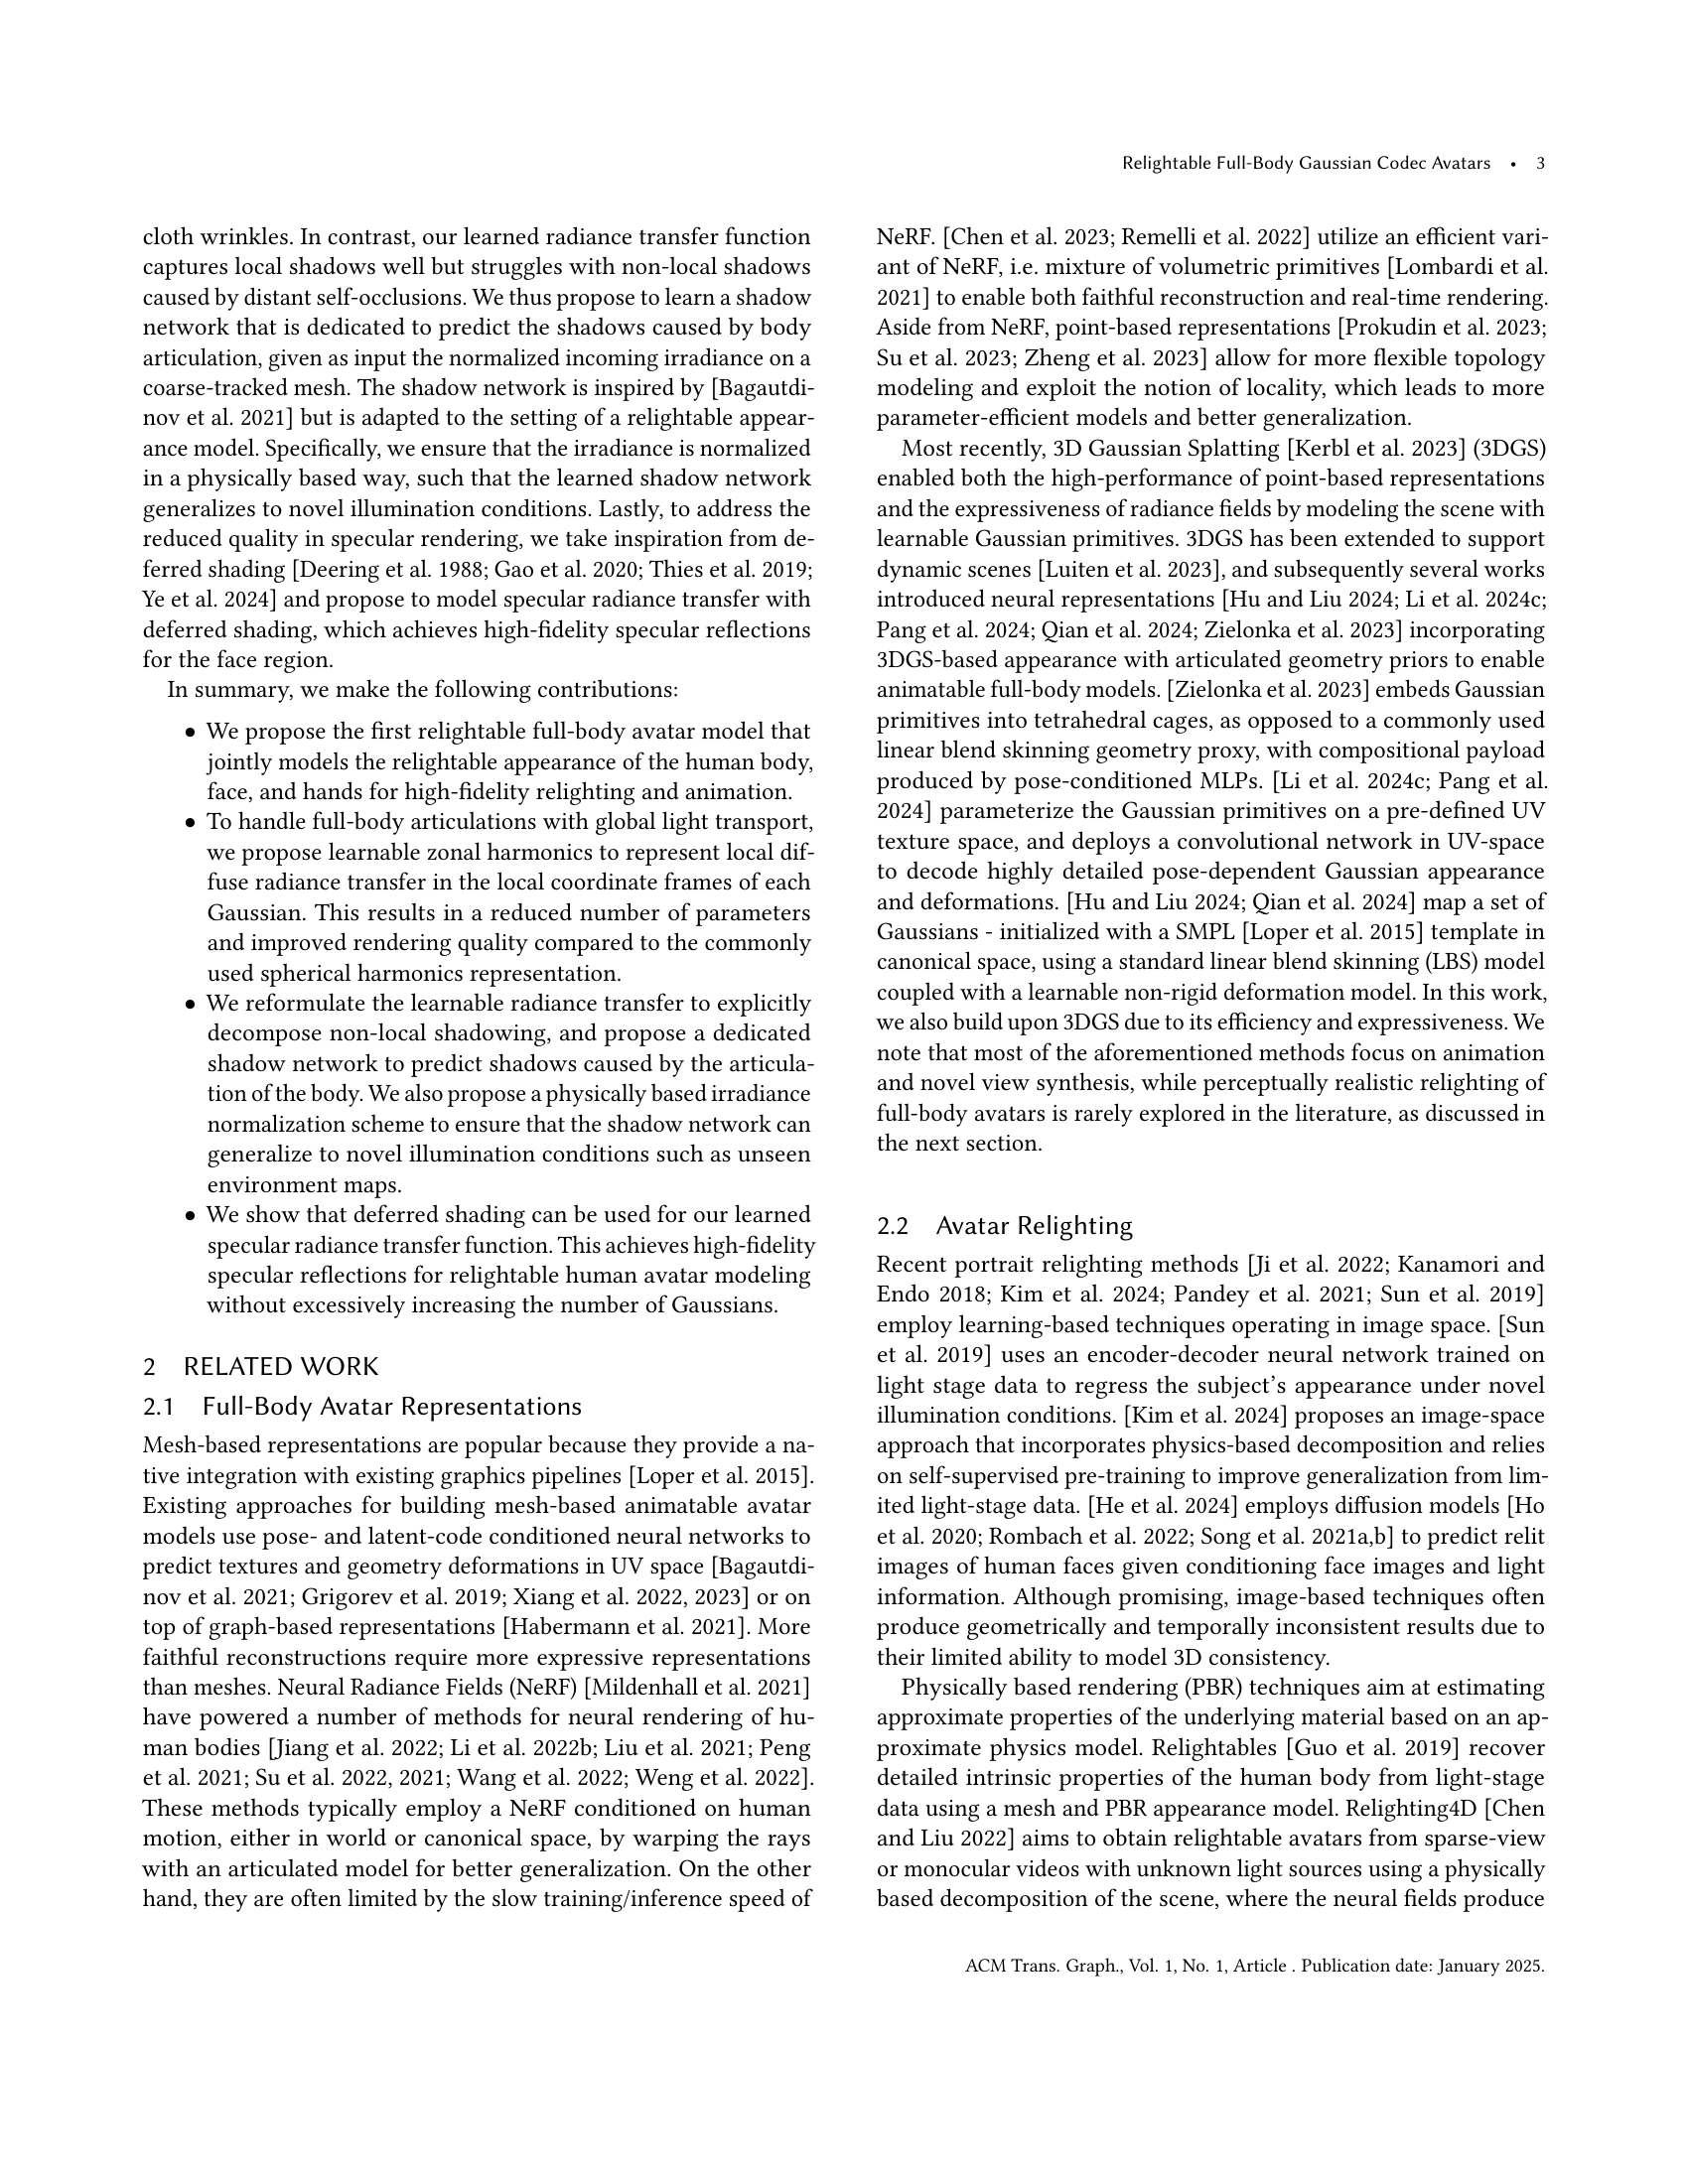 Relightable Full-Body Gaussian Codec Avatars • 3
cloth wrinkles. In contrast, our learned radiance transfer function
captures local shadows well but struggles with non-local shadows
caused by distant self-occlusions. We thus propose to learn a shadow
network that is dedicated to predict the shadows caused by body
articulation, given as input the normalized incoming irradiance on a
coarse-tracked mesh. The shadow network is inspired by [Bagautdi-
nov et al. 2021] but is adapted to the setting of a relightable appear-
ance model. Specifically, we ensure that the irradiance is normalized
in a physically based way, such that the learned shadow network
generalizes to novel illumination conditions. Lastly, to address the
reduced quality in specular rendering, we take inspiration from de-
ferred shading [Deering et al. 1988; Gao et al. 2020; Thies et al. 2019;
Ye et al. 2024] and propose to model specular radiance transfer with
deferred shading, which achieves high-fidelity specular reflections
for the face region.
In summary, we make the following contributions:
• We propose the first relightable full-body avatar model that
jointly models the relightable appearance of the human body,
face, and hands for high-fidelity relighting and animation.
• To handle full-body articulations with global light transport,
we propose learnable zonal harmonics to represent local dif-
fuse radiance transfer in the local coordinate frames of each
Gaussian. This results in a reduced number of parameters
and improved rendering quality compared to the commonly
used spherical harmonics representation.
• We reformulate the learnable radiance transfer to explicitly
decompose non-local shadowing, and propose a dedicated
shadow network to predict shadows caused by the articula-
tion of the body. We also propose a physically based irradiance
normalization scheme to ensure that the shadow network can
generalize to novel illumination conditions such as unseen
environment maps.
• We show that deferred shading can be used for our learned
specular radiance transfer function. This achieves high-fidelity
specular reflections for relightable human avatar modeling
without excessively increasing the number of Gaussians.
2 RELATED WORK
2.1 Full-Body Avatar Representations
Mesh-based representations are popular because they provide a na-
tive integration with existing graphics pipelines [Loper et al. 2015].
Existing approaches for building mesh-based animatable avatar
models use pose- and latent-code conditioned neural networks to
predict textures and geometry deformations in UV space [Bagautdi-
nov et al. 2021; Grigorev et al. 2019; Xiang et al. 2022, 2023] or on
top of graph-based representations [Habermann et al. 2021]. More
faithful reconstructions require more expressive representations
than meshes. Neural Radiance Fields (NeRF) [Mildenhall et al. 2021]
have powered a number of methods for neural rendering of hu-
man bodies [Jiang et al. 2022; Li et al. 2022b; Liu et al. 2021; Peng
et al. 2021; Su et al. 2022, 2021; Wang et al. 2022; Weng et al. 2022].
These methods typically employ a NeRF conditioned on human
motion, either in world or canonical space, by warping the rays
with an articulated model for better generalization. On the other
hand, they are often limited by the slow training/inference speed of
NeRF. [Chen et al. 2023; Remelli et al. 2022] utilize an efficient vari-
ant of NeRF, i.e. mixture of volumetric primitives [Lombardi et al.
2021] to enable both faithful reconstruction and real-time rendering.
Aside from NeRF, point-based representations [Prokudin et al. 2023;
Su et al. 2023; Zheng et al. 2023] allow for more flexible topology
modeling and exploit the notion of locality, which leads to more
parameter-efficient models and better generalization.
Most recently, 3D Gaussian Splatting [Kerbl et al. 2023] (3DGS)
enabled both the high-performance of point-based representations
and the expressiveness of radiance fields by modeling the scene with
learnable Gaussian primitives. 3DGS has been extended to support
dynamic scenes [Luiten et al. 2023], and subsequently several works
introduced neural representations [Hu and Liu 2024; Li et al. 2024c;
Pang et al. 2024; Qian et al. 2024; Zielonka et al. 2023] incorporating
3DGS-based appearance with articulated geometry priors to enable
animatable full-body models. [Zielonka et al. 2023] embeds Gaussian
primitives into tetrahedral cages, as opposed to a commonly used
linear blend skinning geometry proxy, with compositional payload
produced by pose-conditioned MLPs. [Li et al. 2024c; Pang et al.
2024] parameterize the Gaussian primitives on a pre-defined UV
texture space, and deploys a convolutional network in UV-space
to decode highly detailed pose-dependent Gaussian appearance
and deformations. [Hu and Liu 2024; Qian et al. 2024] map a set of
Gaussians - initialized with a SMPL [Loper et al. 2015] template in
canonical space, using a standard linear blend skinning (LBS) model
coupled with a learnable non-rigid deformation model. In this work,
we also build upon 3DGS due to its efficiency and expressiveness. We
note that most of the aforementioned methods focus on animation
and novel view synthesis, while perceptually realistic relighting of
full-body avatars is rarely explored in the literature, as discussed in
the next section.
2.2 Avatar Relighting
Recent portrait relighting methods [Ji et al. 2022; Kanamori and
Endo 2018; Kim et al. 2024; Pandey et al. 2021; Sun et al. 2019]
employ learning-based techniques operating in image space. [Sun
et al. 2019] uses an encoder-decoder neural network trained on
light stage data to regress the subject's appearance under novel
illumination conditions. [Kim et al. 2024] proposes an image-space
approach that incorporates physics-based decomposition and relies
on self-supervised pre-training to improve generalization from lim-
ited light-stage data. [He et al. 2024] employs diffusion models [Ho
et al. 2020; Rombach et al. 2022; Song et al. 2021a,b] to predict relit
images of human faces given conditioning face images and light
information. Although promising, image-based techniques often
produce geometrically and temporally inconsistent results due to
their limited ability to model 3D consistency.
Physically based rendering (PBR) techniques aim at estimating
approximate properties of the underlying material based on an ap-
proximate physics model. Relightables [Guo et al. 2019] recover
detailed intrinsic properties of the human body from light-stage
data using a mesh and PBR appearance model. Relighting4D [Chen
and Liu 2022] aims to obtain relightable avatars from sparse-view
or monocular videos with unknown light sources using a physically
based decomposition of the scene, where the neural fields produce
ACM Trans. Graph., Vol. 1, No. 1, Article . Publication date: January 2025.